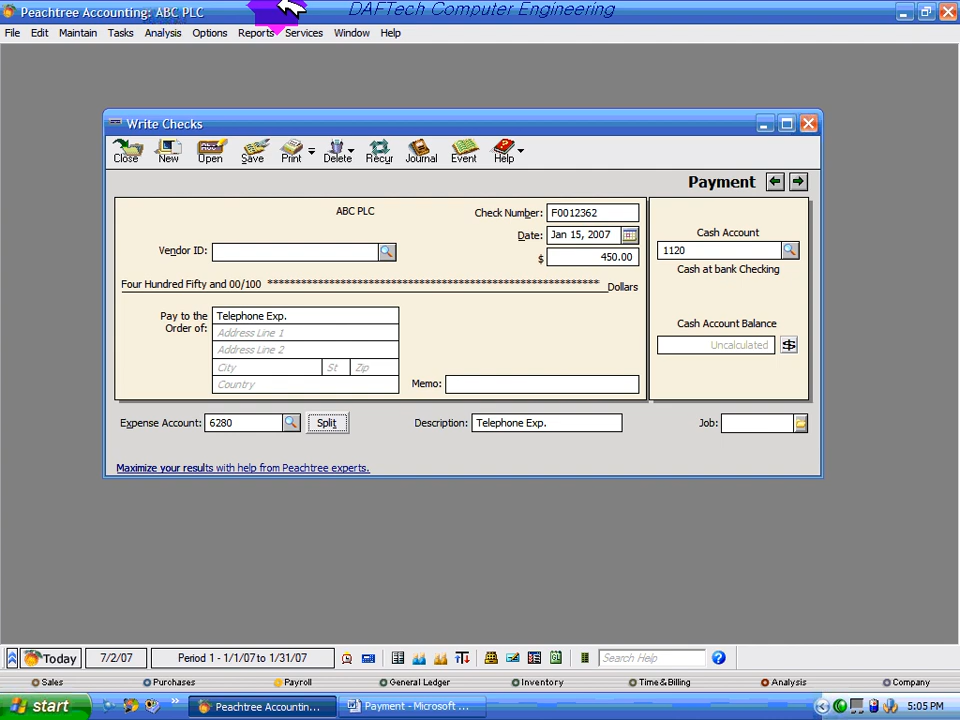 Peachtree Accounting: ABC PLC
DAFTech Computer Engineering
File Edit Maintain Tasks Analysis Options Reports Services Window Help
Write Checks
Close New Open Save Print Delete Recur Journal Event Help
Payment
ABC PLC
Check Number: F0012362
Date: Jan 15, 2007
Vendor ID:
$ 450.00
Four Hundred Fifty and 00/100 ************************************************************ Dollars
Pay to the Order of: Telephone Exp.
Address Line 1
Address Line 2
City St Zip
Country
Memo:
Cash Account
1120
Cash at bank Checking
Cash Account Balance
Uncalculated
Expense Account: 6280 Split Description: Telephone Exp. Job:
Maximize your results with help from Peachtree experts.
Today 7/2/07 Period 1 - 1/1/07 to 1/31/07 Search Help
Sales Purchases Payroll General Ledger Inventory Time & Billing Analysis Company
start Peachtree Accountin... Payment - Microsoft ... 5:05 PM